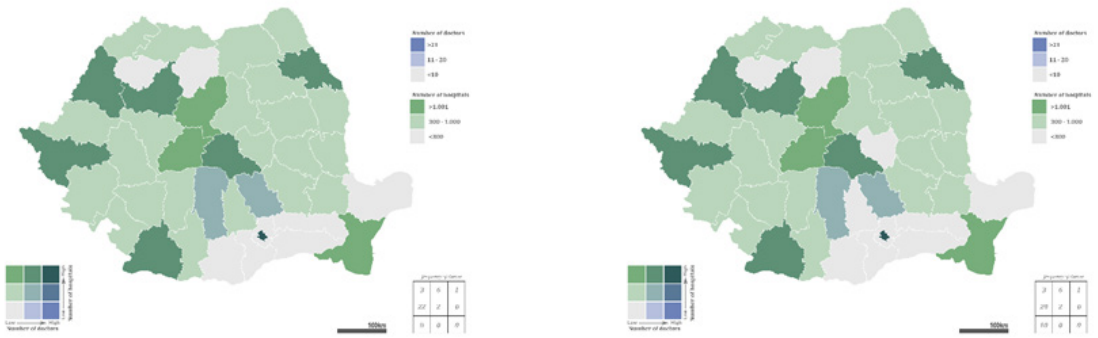 Number of doctors
>21
11 - 20
<10
Number of hospitals
>1.001
300 - 1.000
<300
High
Number of hospitals
Low
Low High
Number of doctors
3 6 1
22 2 0
0 0
100km
Number of doctors
>21
11 - 20
<10
Number of hospitals
>1.001
300 - 1.000
<300
High
Number of hospitals
Low
Low High
Number of doctors
3 6 1
2 0
0 0
100km